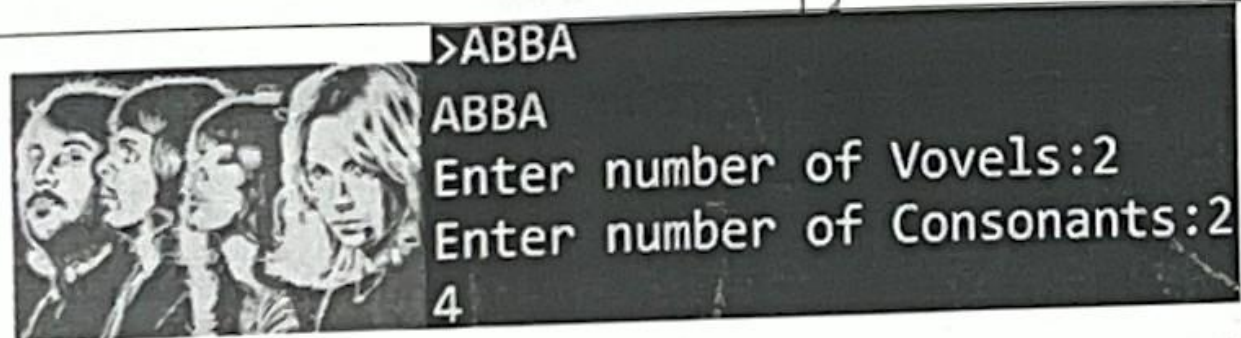 >ABBA
ABBA
Enter number of Vovels:2
Enter number of Consonants:2
4